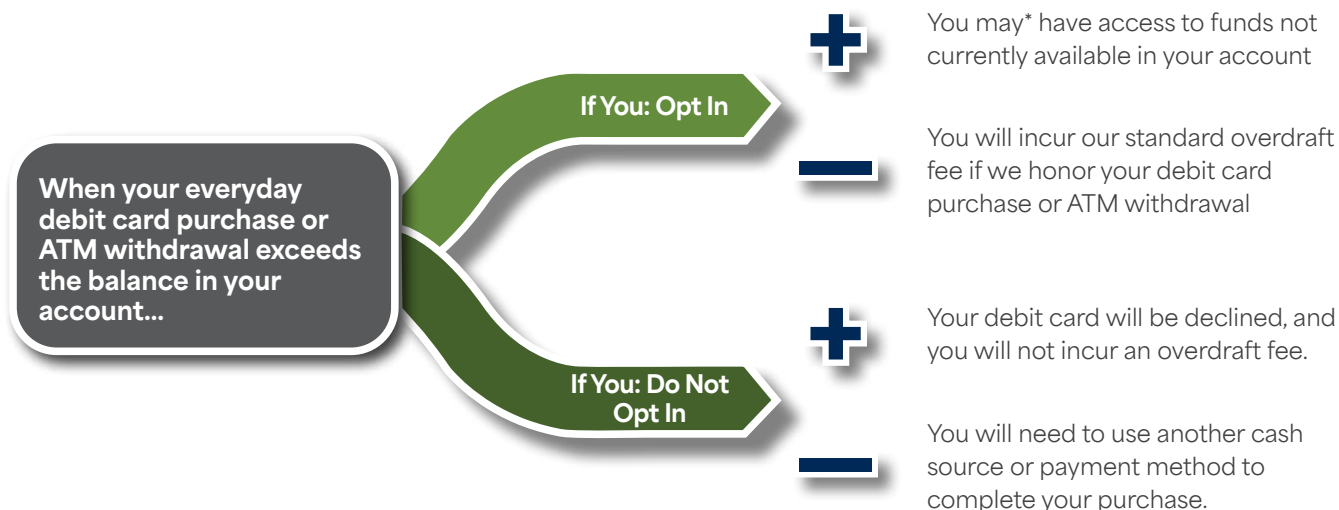 When your everyday
debit card purchase or
ATM withdrawal exceeds
the balance in your
account...
If You: Opt In
You may* have access to funds not
currently available in your account
You will incur our standard overdraft
fee if we honor your debit card
purchase or ATM withdrawal
If You: Do Not
Opt In
Your debit card will be declined, and
you will not incur an overdraft fee.
You will need to use another cash
source or payment method to
complete your purchase.